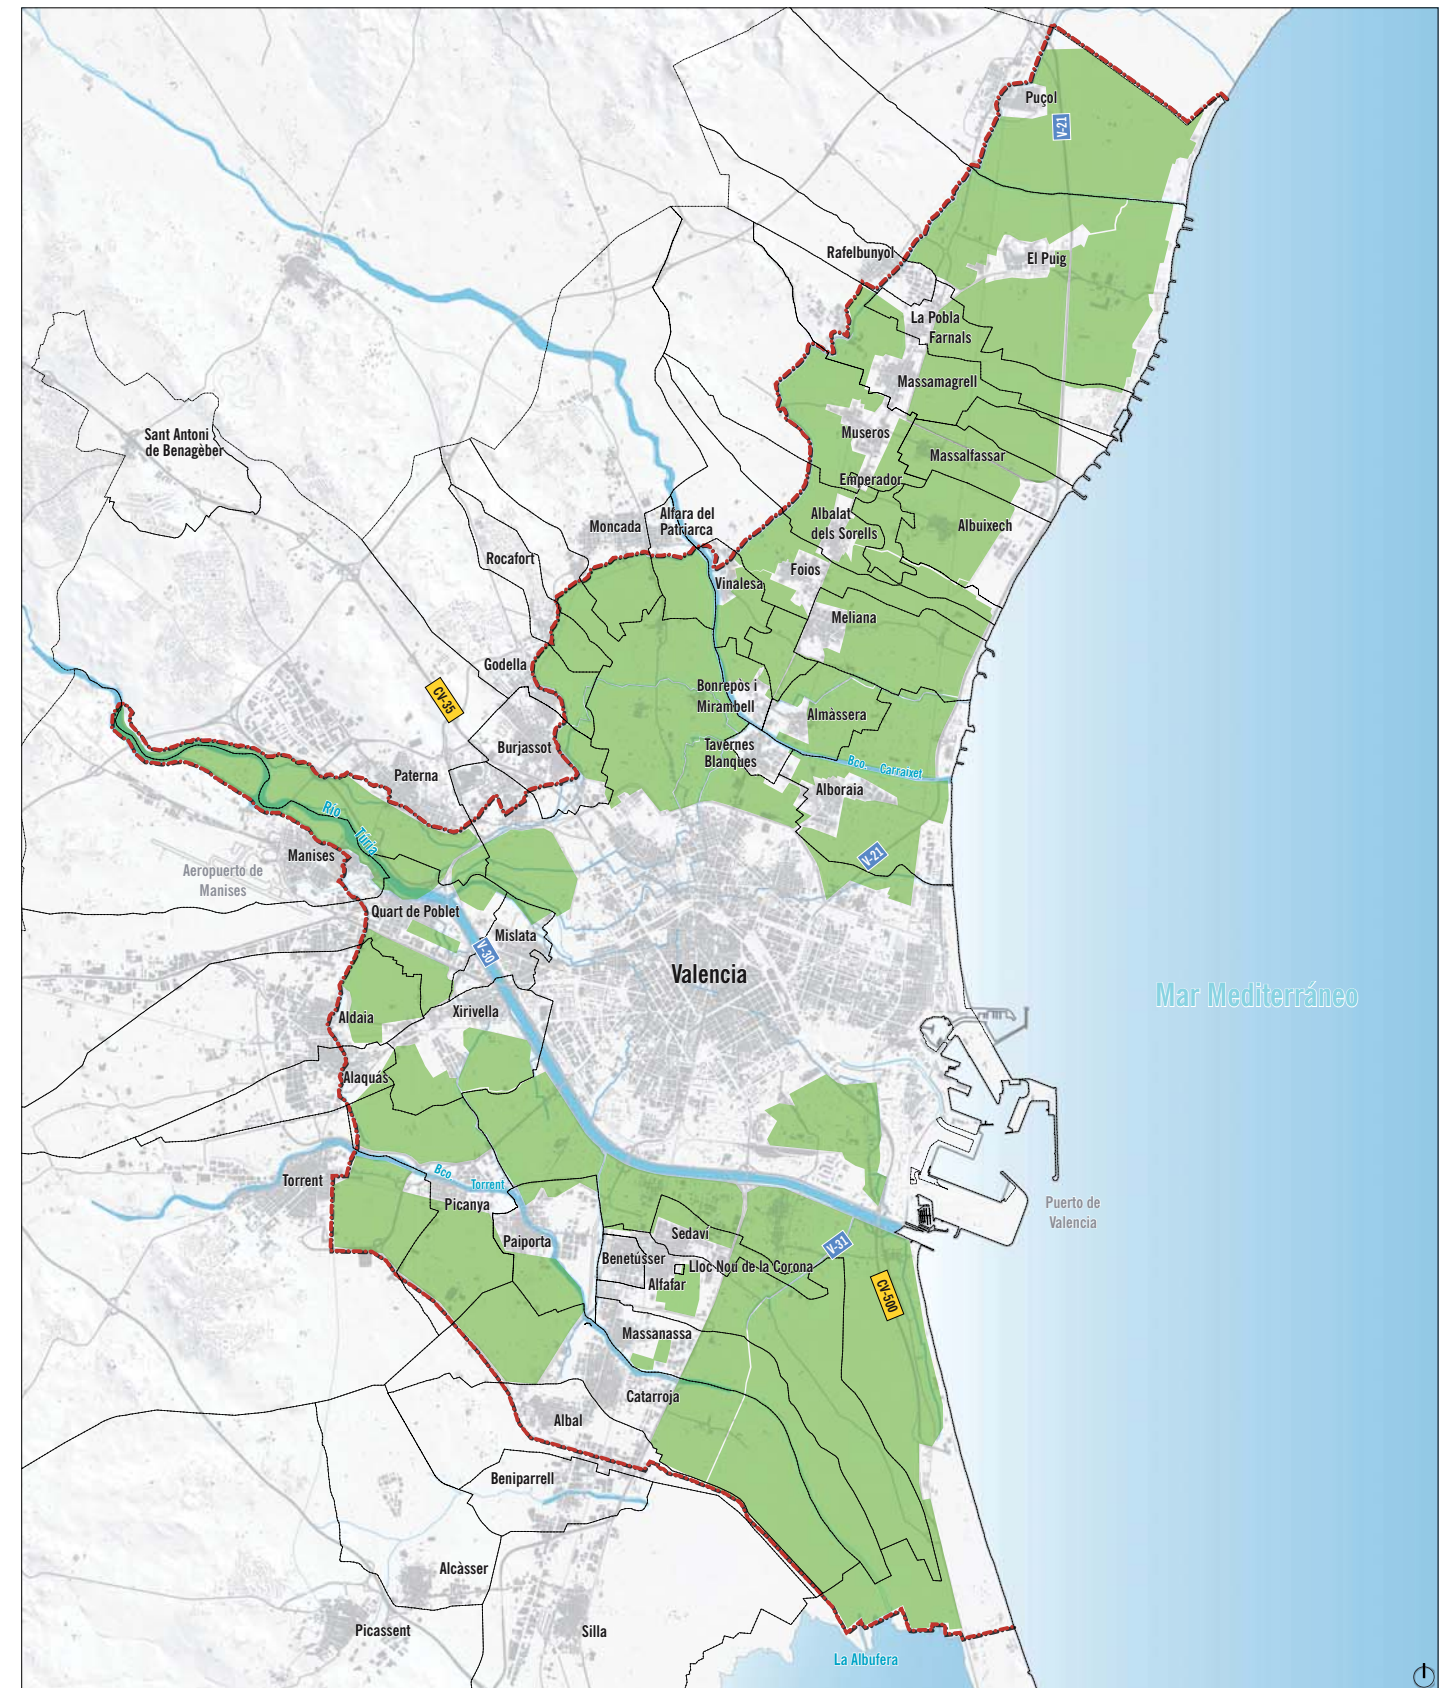 Puçol
V-21
Rafelbunyol
El Puig
La Pobla
Farnals
Massamagrell
Museros
Massalfassar
Emperador
Albalat
dels Sorells
Albuixech
Sant Antoni
de Benagèber
Moncada
Alfara del
Patriarca
Rocafort
Vinalesa
Foios
Meliana
Godella
CV-35
Bonrepòs i
Mirambell
Almàssera
Burjassot
Tavernes
Blanques
Bco. Carraixet
Paterna
Alboraia
Río Túria
V-21
Manises
Aeropuerto de
Manises
Quart de Poblet
Mislata
V-30
Valencia
Mar Mediterráneo
Xirivella
Aldaia
Alaquás
Torrent
Bco Torrent
Picanya
Puerto de
Valencia
Paiporta
Sedaví
V-31
Benetússer
Lloc Nou de la Corona
Alfafar
CV-500
Massanassa
Catarroja
Albal
Beniparrell
Alcàsser
Picassent
Silla
La Albufera